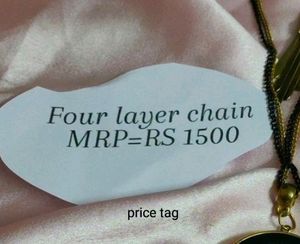 Four layer chain
MRP=RS 1500
price tag